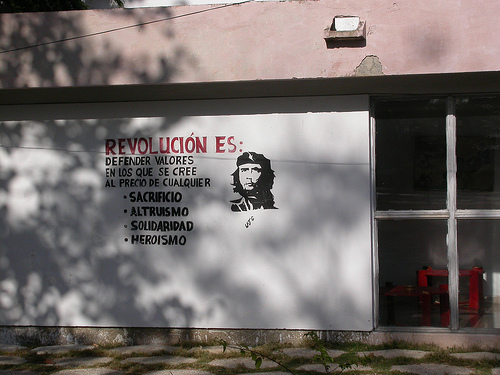 REVOLUCIÓN ES:
DEFENDER VALORES
EN LOS QUE SE CREE
AL PRECIO DE CUALQUIER
• SACRIFICIO
• ALTRUISMO
• SOLIDARIDAD
• HEROISMO